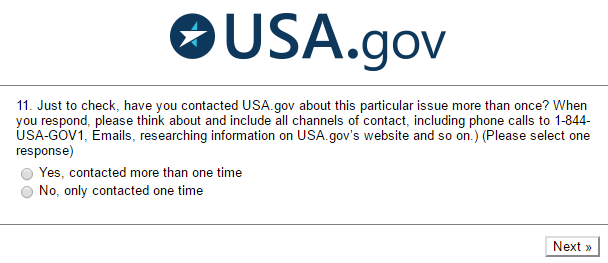 USA.gov
11. Just to check, have you contacted USA.gov about this particular issue more than once? When
you respond, please think about and include all channels of contact, including phone calls to 1-844-
USA-GOV1, Emails, researching information on USA.gov's website and so on.) (Please select one
response)
Yes, contacted more than one time
No, only contacted one time
Next »